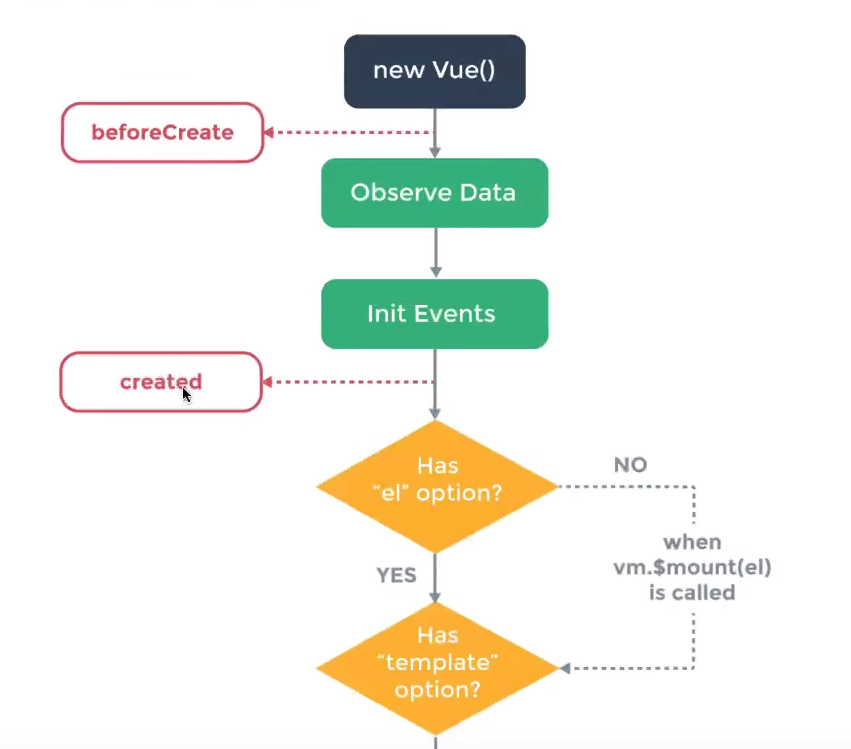 new Vue()
beforeCreate
Observe Data
Init Events
created
Has
“el” option?
NO
when
vm.$mount(el)
is called
YES
Has
“template”
option?